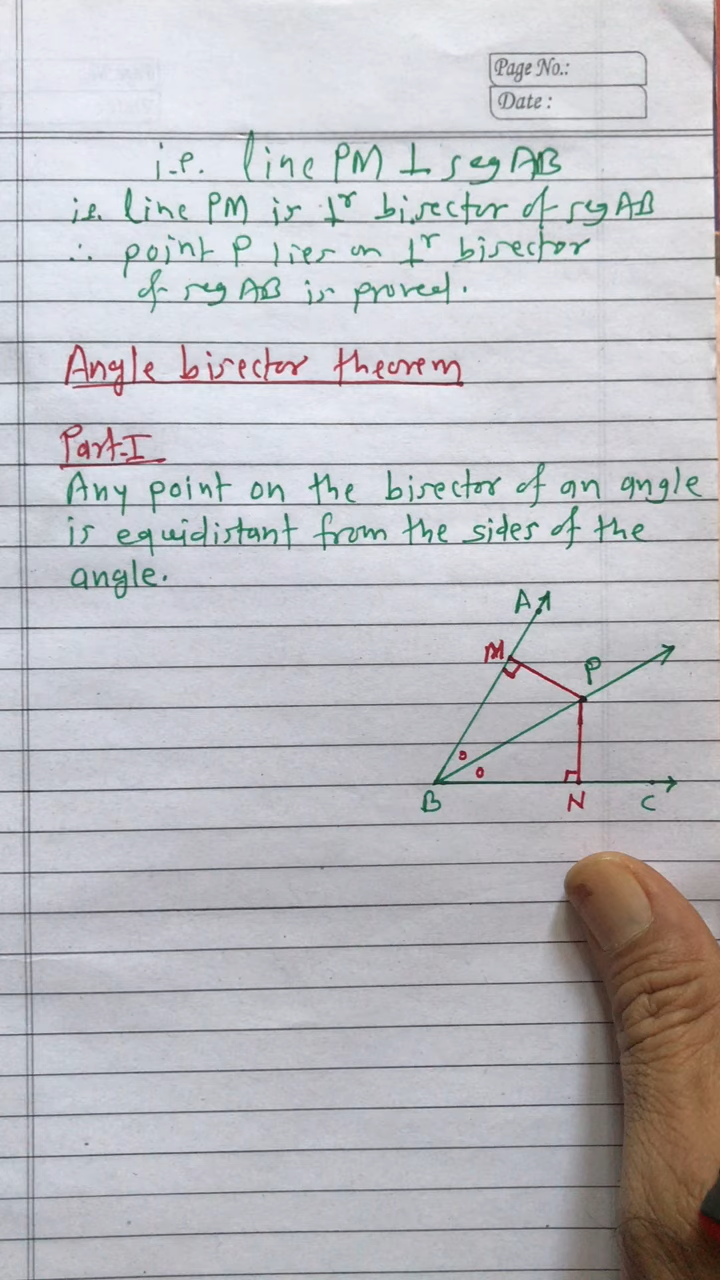 Page No.:
Date :
i.e. line PM ⊥ seg AB
i.e. line PM is ⊥r bisector of seg AB
∴ point P lies on ⊥r bisector
of seg AB is proved.
Angle bisector theorem
Part-I
Any point on the bisector of an angle
is equidistant from the sides of the
angle.
A
M
P
B
N
C